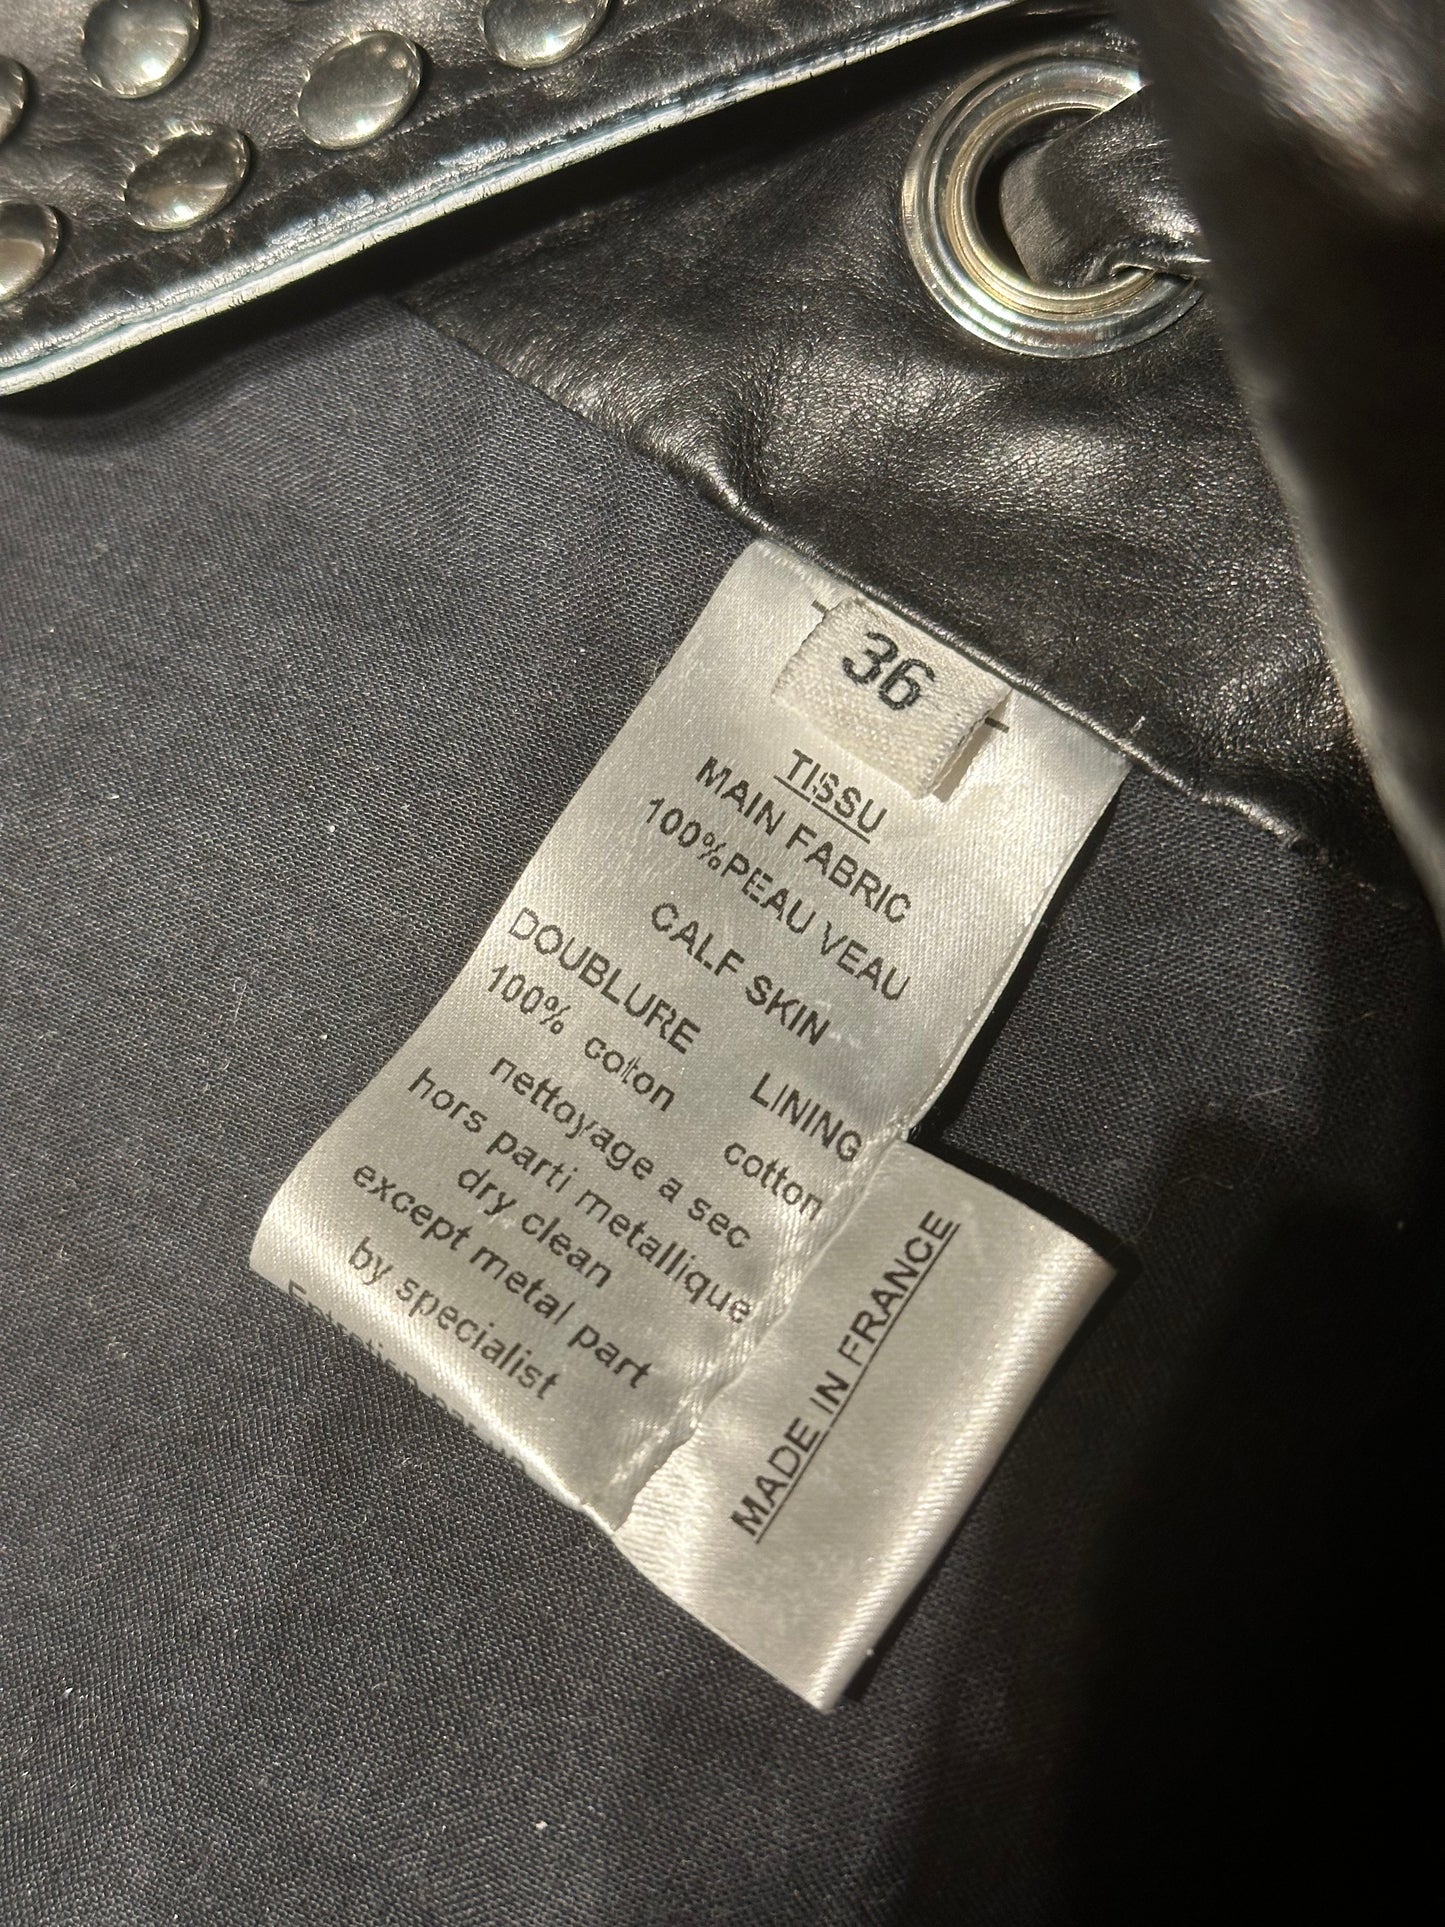 36
TISSU
MAIN FABRIC
100%PEAU VEAU
CALF SKIN
DOUBLURE LINING
100% coton cotton
nettoyage a sec
hors parti metallique
dry clean
except metal part
by specialist
MADE IN FRANCE